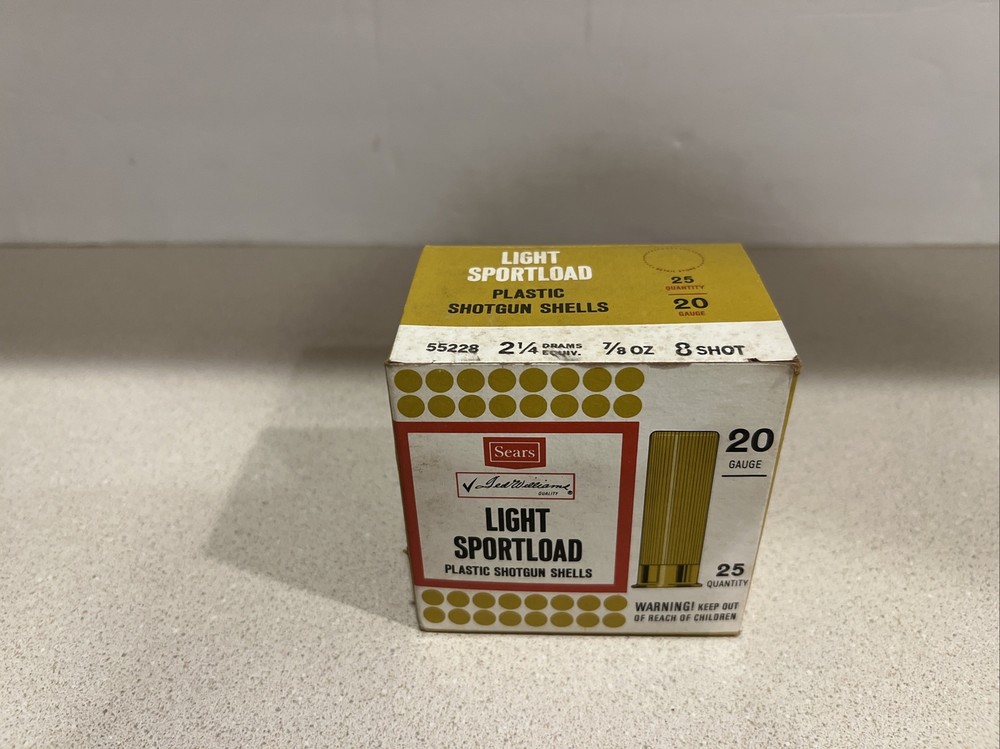 LIGHT
SPORTLOAD
PLASTIC
SHOTGUN SHELLS
25
QUANTITY
20
GAUGE
55228 2 1/4 DRAMS EQUIV. 7/8 OZ 8 SHOT
Sears
Ted Williams
QUALITY
LIGHT
SPORTLOAD
PLASTIC SHOTGUN SHELLS
20
GAUGE
25
QUANTITY
WARNING! KEEP OUT
OF REACH OF CHILDREN